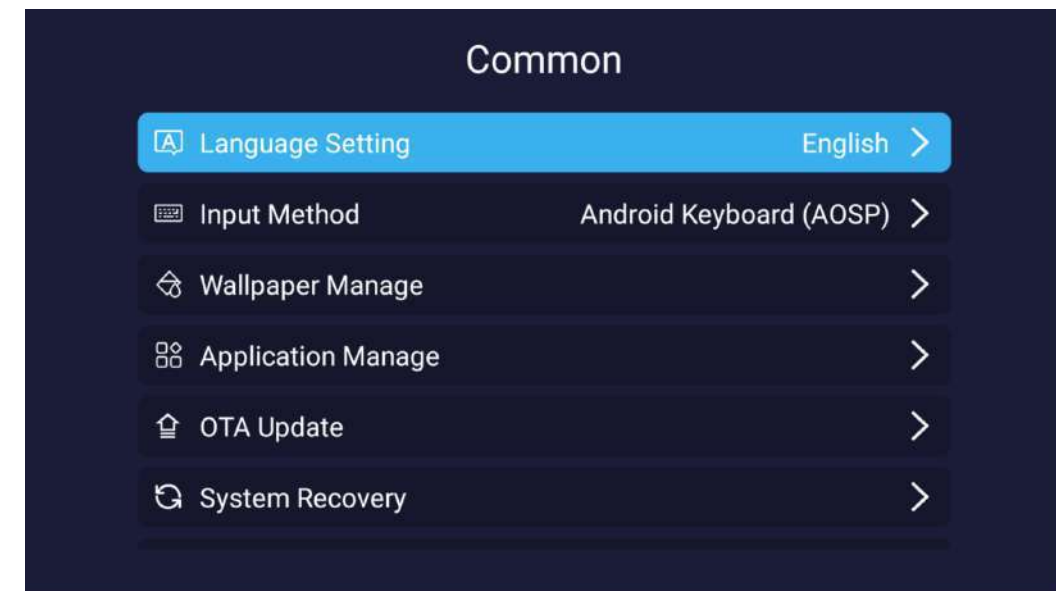 Common
Language Setting English
Input Method Android Keyboard (AOSP)
Wallpaper Manage
Application Manage
OTA Update
System Recovery